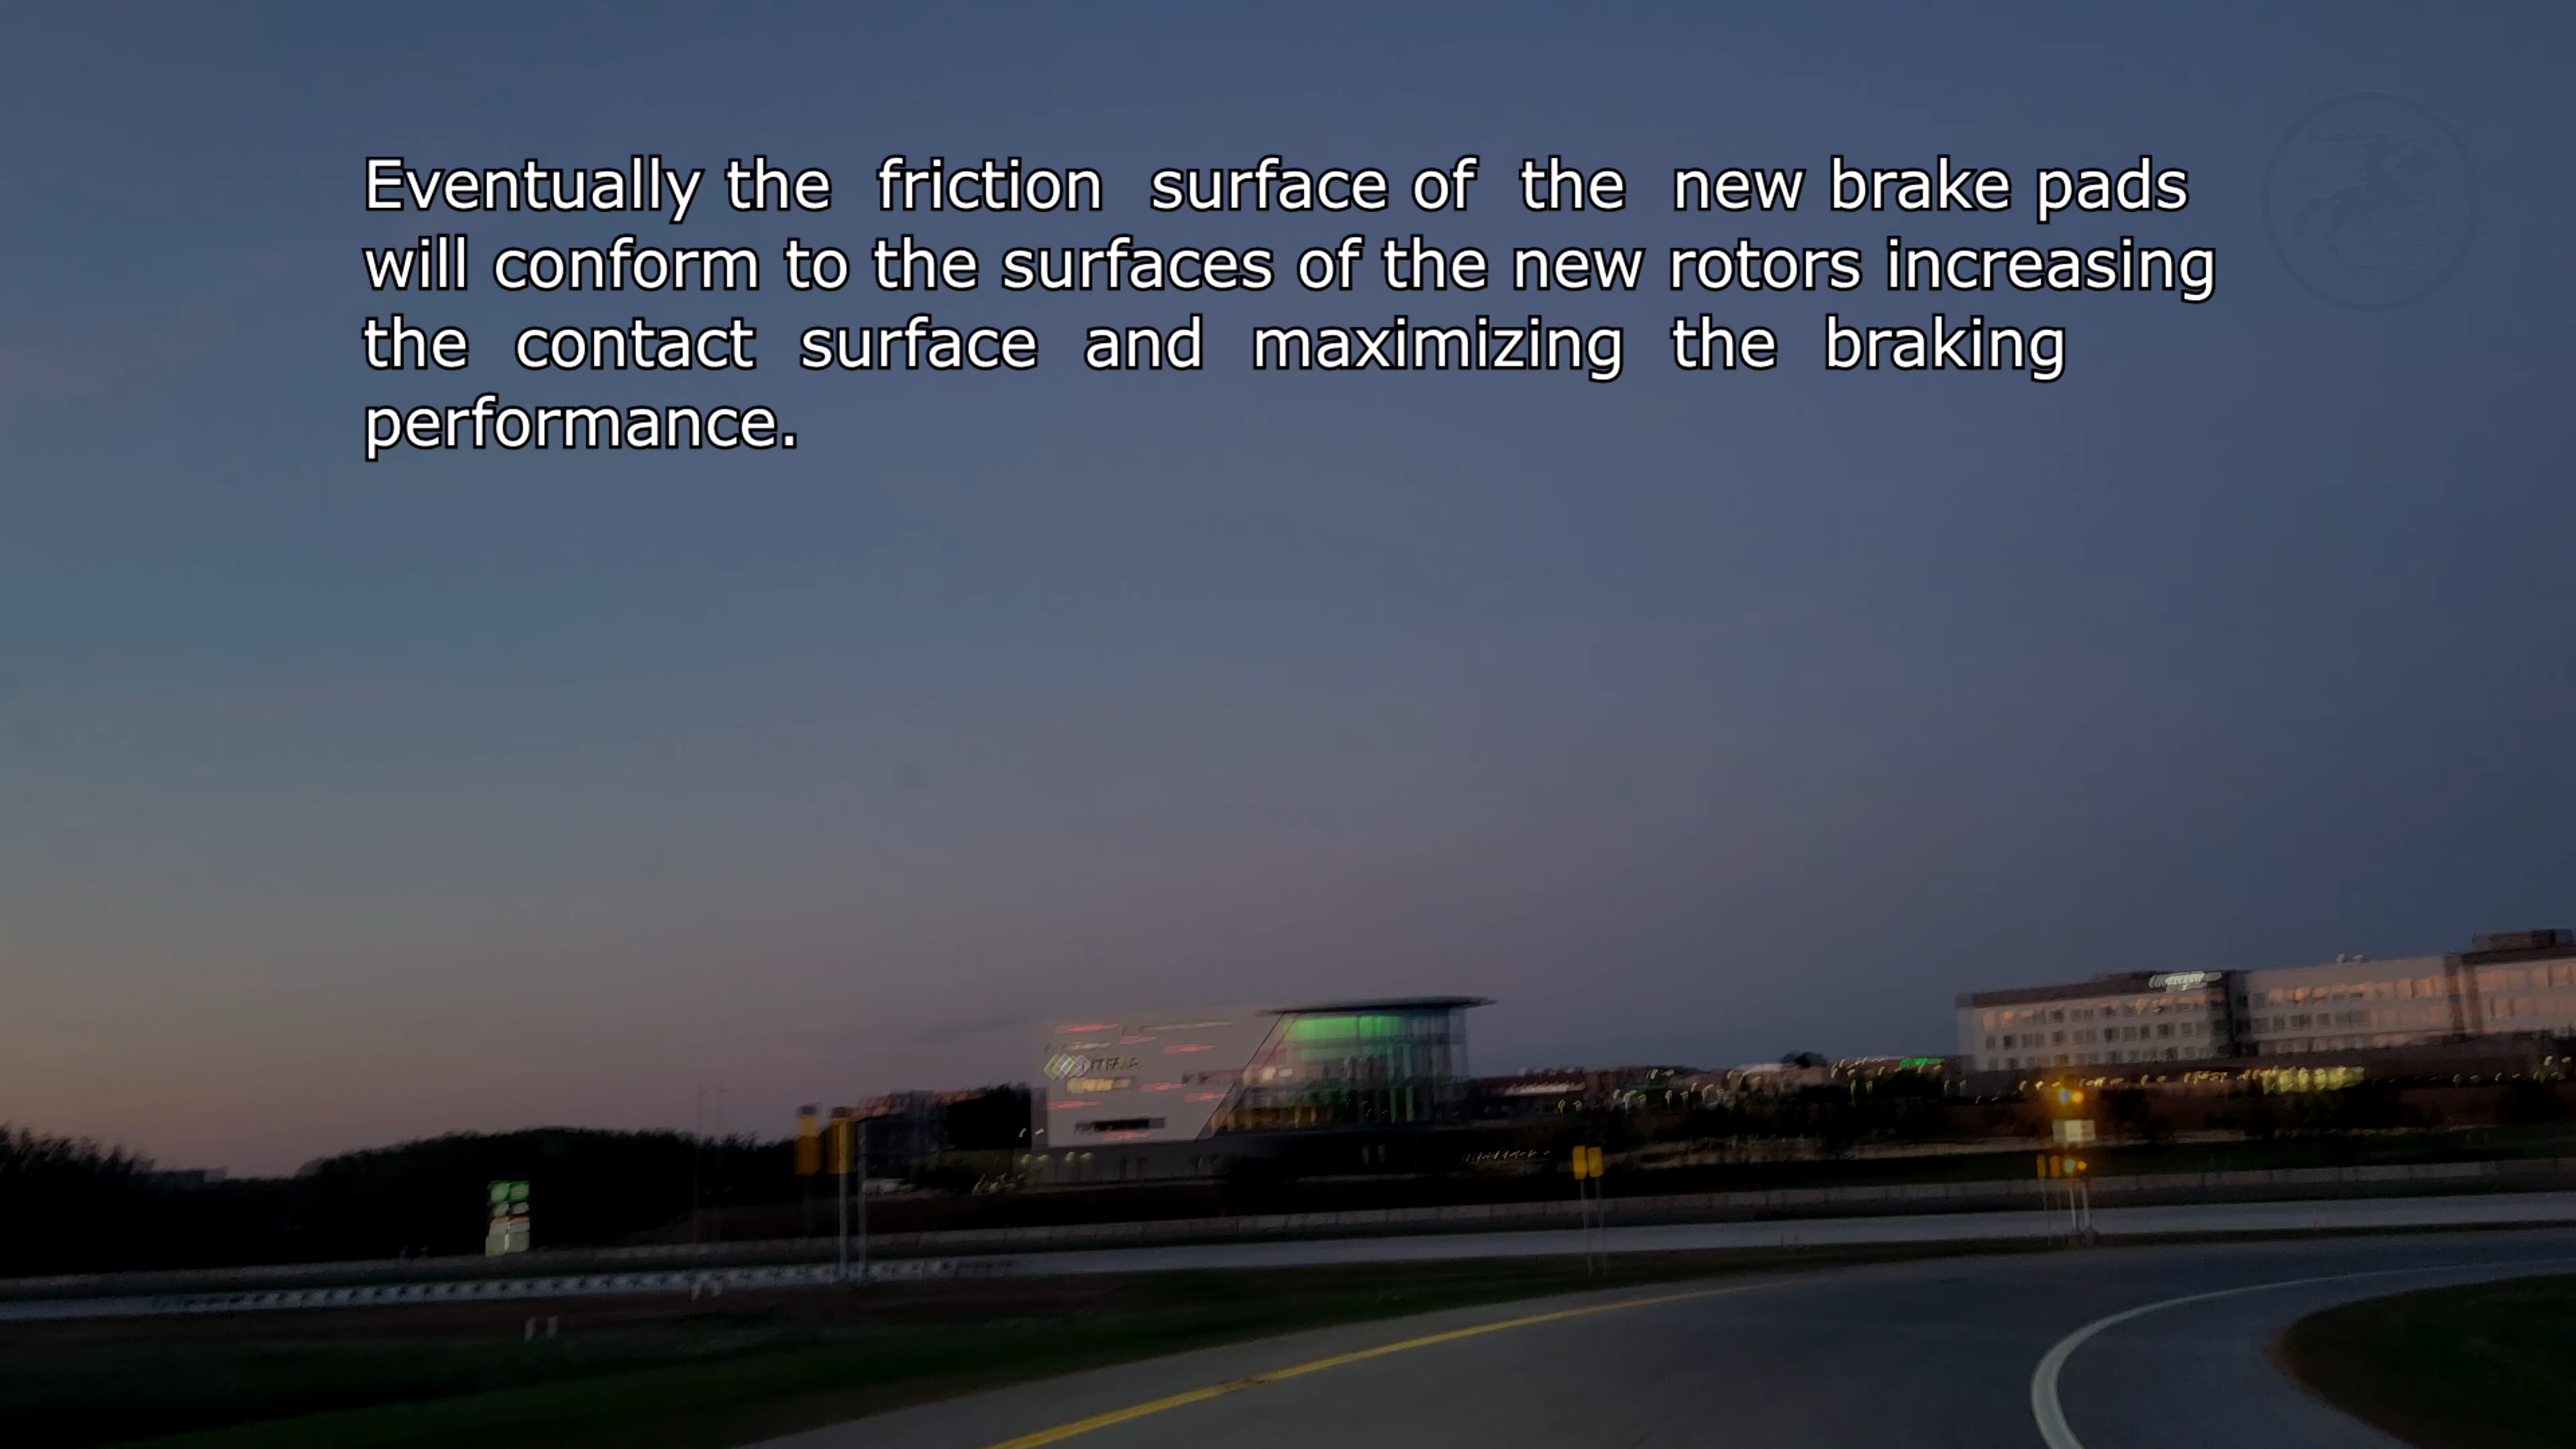 Eventually the friction surface of the new brake pads
will conform to the surfaces of the new rotors increasing
the contact surface and maximizing the braking
performance.